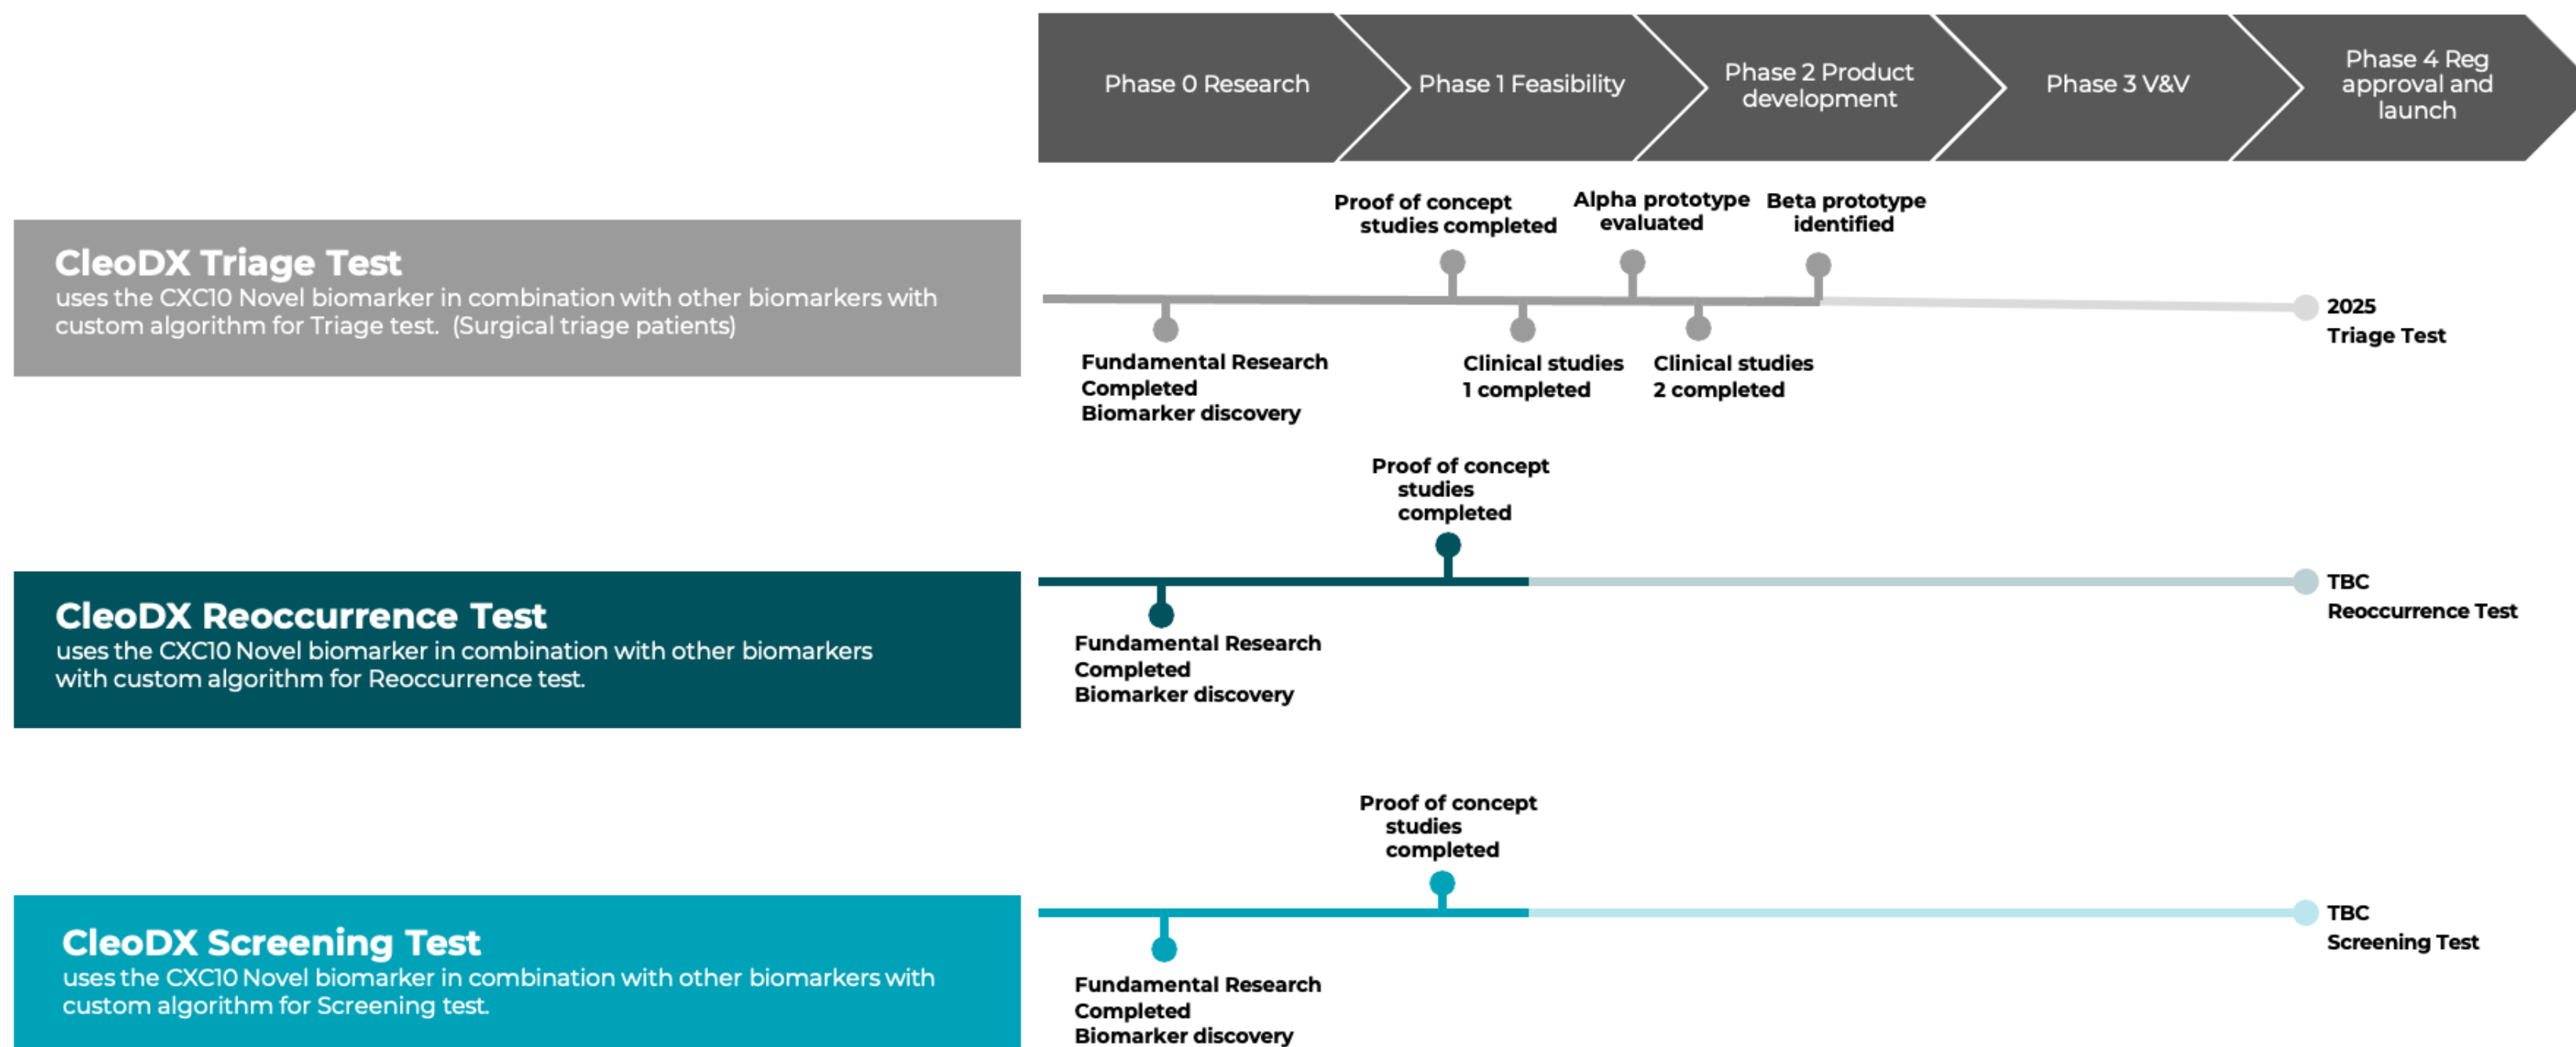 Phase 0 Research
Phase 1 Feasibility
Phase 2 Product
development
Phase 3 V&V
Phase 4 Reg
approval and
launch
CleoDX Triage Test
uses the CXC10 Novel biomarker in combination with other biomarkers with
custom algorithm for Triage test.  (Surgical triage patients)
Proof of concept
studies completed
Alpha prototype
evaluated
Beta prototype
identified
Fundamental Research
Completed
Biomarker discovery
Clinical studies
1 completed
Clinical studies
2 completed
2025
Triage Test
CleoDX Reoccurrence Test
uses the CXC10 Novel biomarker in combination with other biomarkers
with custom algorithm for Reoccurrence test.
Proof of concept
studies
completed
Fundamental Research
Completed
Biomarker discovery
TBC
Reoccurrence Test
CleoDX Screening Test
uses the CXC10 Novel biomarker in combination with other biomarkers with
custom algorithm for Screening test.
Proof of concept
studies
completed
Fundamental Research
Completed
Biomarker discovery
TBC
Screening Test